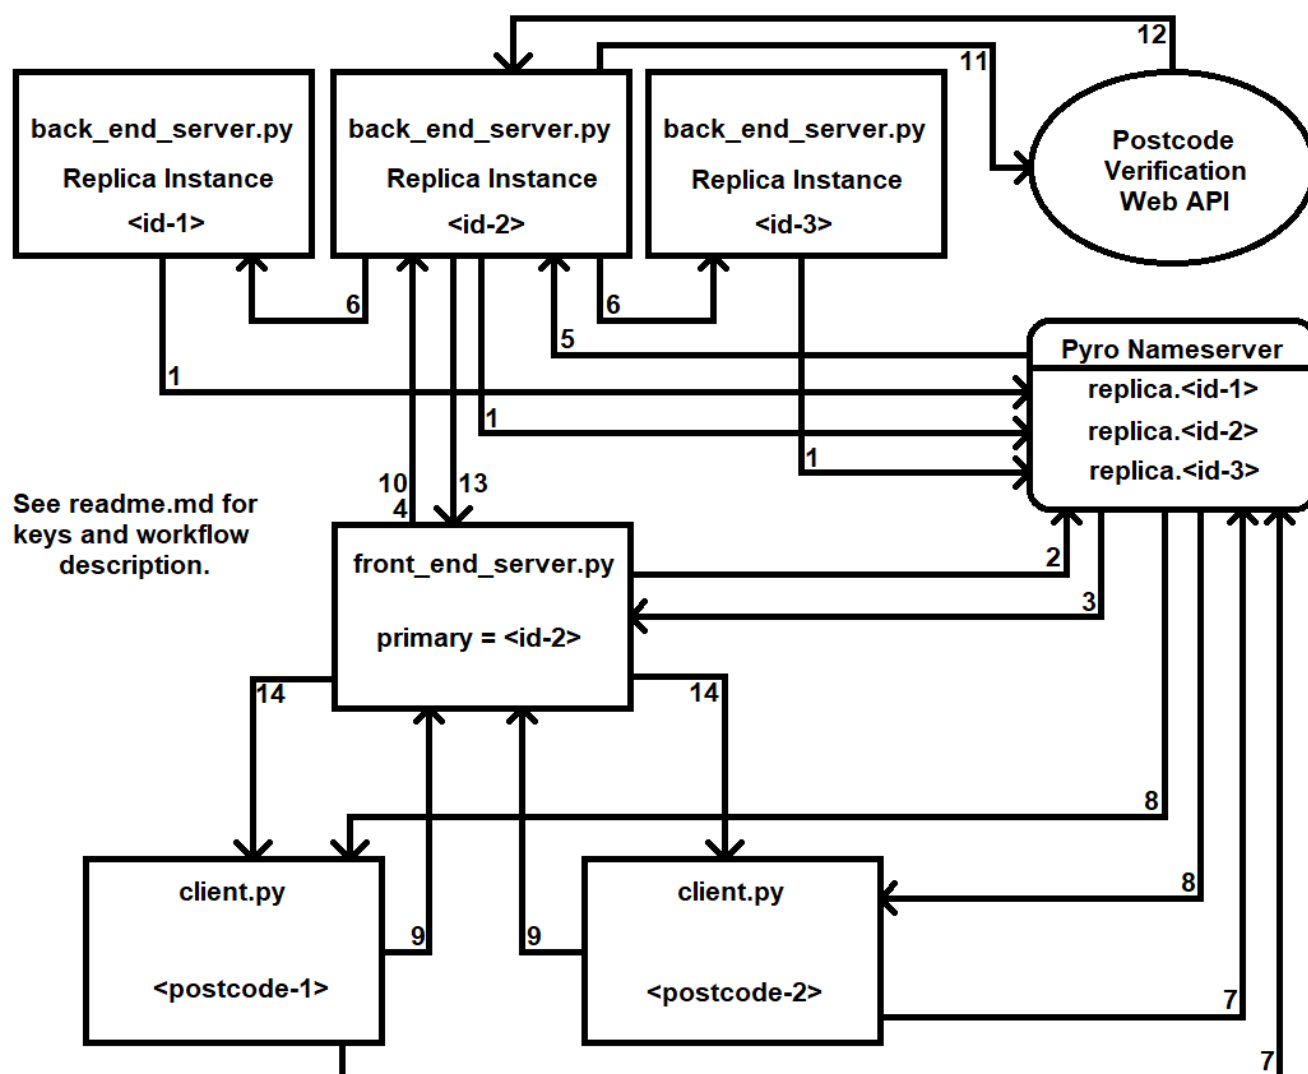 12
11
back_end_server.py
Replica Instance
<id-1>
back_end_server.py
Replica Instance
<id-2>
back_end_server.py
Replica Instance
<id-3>
Postcode
Verification
Web API
6
6
5
Pyro Nameserver
replica.<id-1>
replica.<id-2>
replica.<id-3>
1
1
1
10
4
13
See readme.md for
keys and workflow
description.
front_end_server.py
primary = <id-2>
2
3
14
14
8
8
client.py
<postcode-1>
9
9
client.py
<postcode-2>
7
7